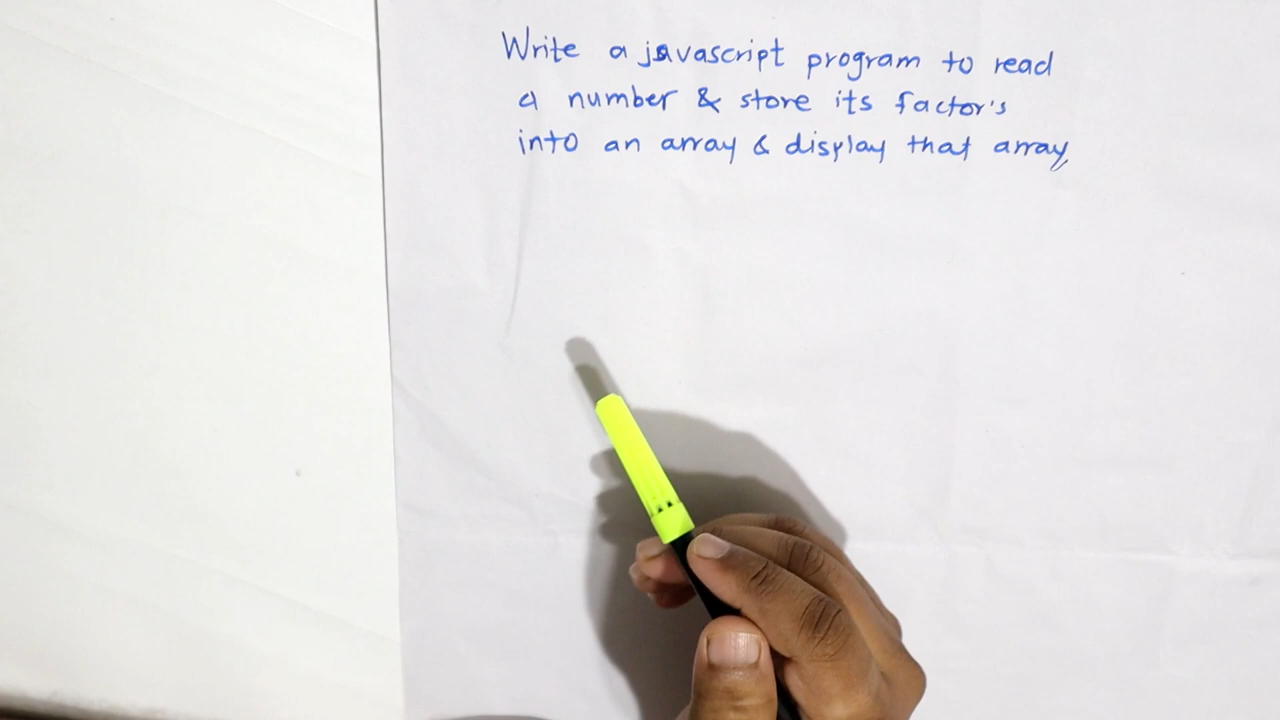 Write a javascript program to read
a number & store its factor's
into an array & display that array